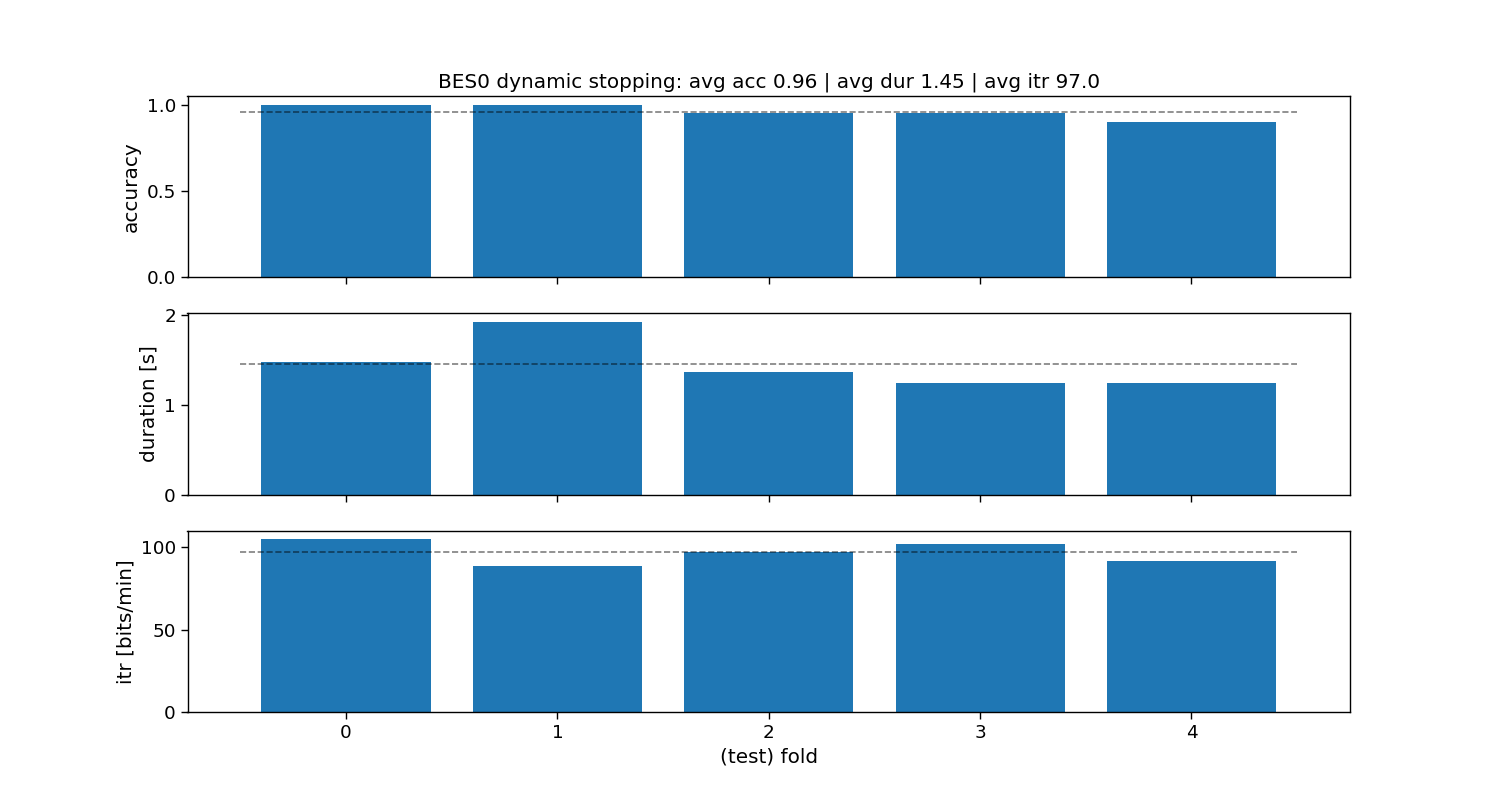 BES0 dynamic stopping: avg acc 0.96 | avg dur 1.45 | avg itr 97.0
1.0
0.5
0.0
accuracy
2
1
0
duration [s]
100
50
0
itr [bits/min]
0 1 2 3 4
(test) fold